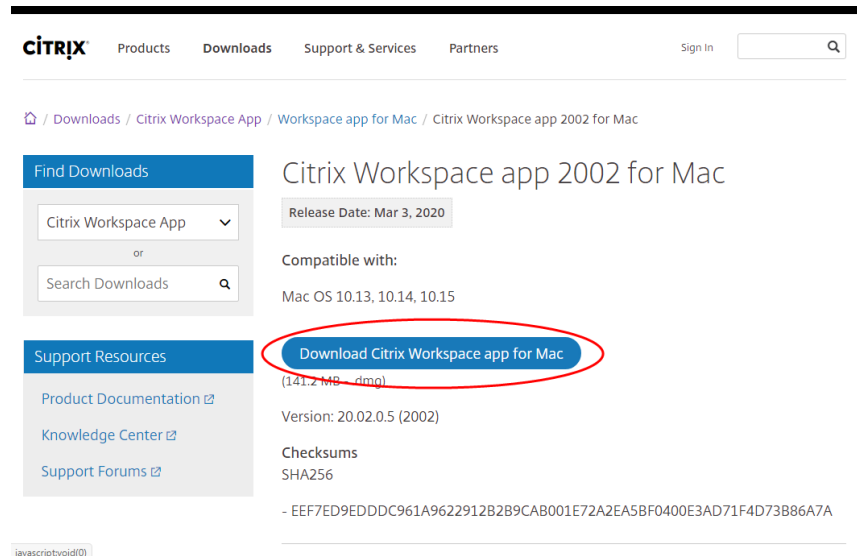 CİTRIX Products Downloads Support & Services Partners Sign In
/ Downloads / Citrix Workspace App / Workspace app for Mac / Citrix Workspace app 2002 for Mac
Find Downloads
Citrix Workspace App
or
Search Downloads
Support Resources
Product Documentation
Knowledge Center
Support Forums
Citrix Workspace app 2002 for Mac
Release Date: Mar 3, 2020
Compatible with:
Mac OS 10.13, 10.14, 10.15
Download Citrix Workspace app for Mac
(141.2 MB - .dmg)
Version: 20.02.0.5 (2002)
Checksums
SHA256
- EEF7ED9EDDDC961A9622912B2B9CAB001E72A2EA5BF0400E3AD71F4D73B86A7A
javascript:void(0)